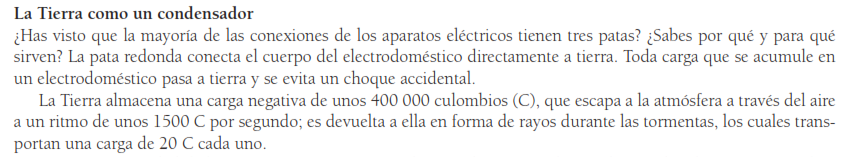 La Tierra como un condensador
¿Has visto que la mayoría de las conexiones de los aparatos eléctricos tienen tres patas? ¿Sabes por qué y para qué
sirven? La pata redonda conecta el cuerpo del electrodoméstico directamente a tierra. Toda carga que se acumule en
un electrodoméstico pasa a tierra y se evita un choque accidental.
La Tierra almacena una carga negativa de unos 400 000 culombios (C), que escapa a la atmósfera a través del aire
a un ritmo de unos 1500 C por segundo; es devuelta a ella en forma de rayos durante las tormentas, los cuales trans-
portan una carga de 20 C cada uno.